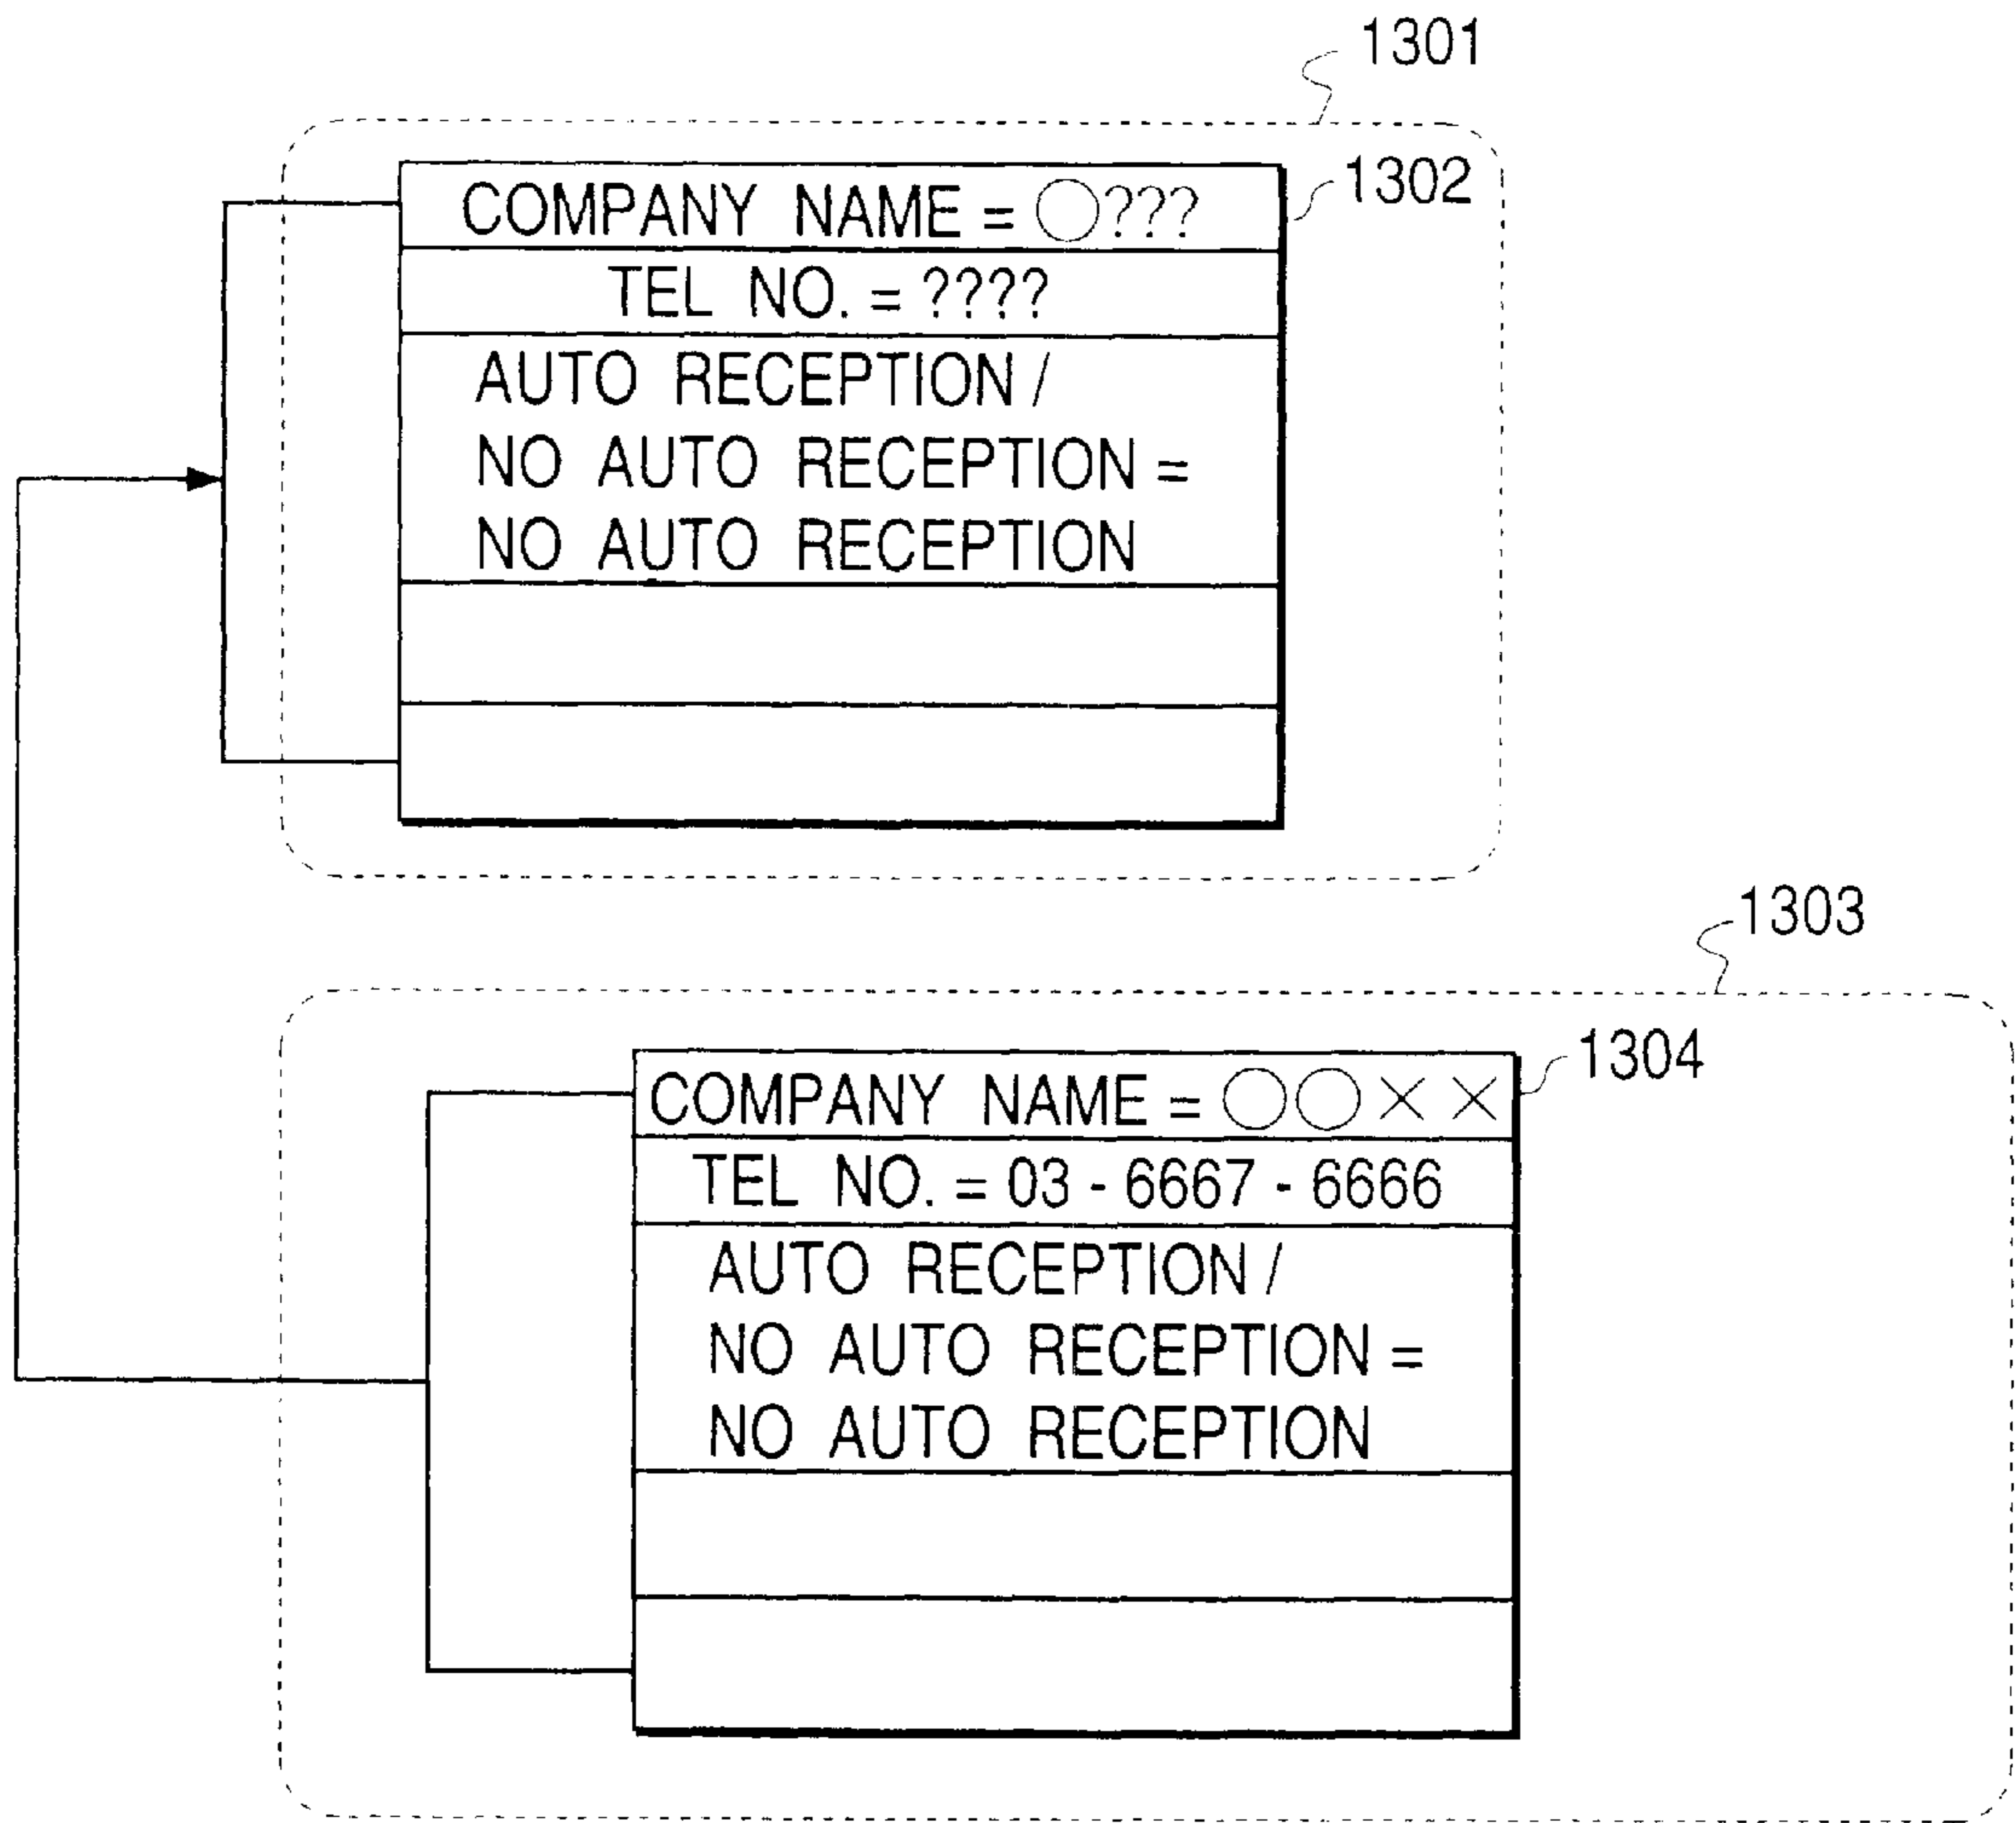 1301
1302
COMPANY NAME = ○???
TEL NO. = ????
AUTO RECEPTION /
NO AUTO RECEPTION =
NO AUTO RECEPTION
1303
1304
COMPANY NAME = ○○××
TEL NO. = 03 - 6667 - 6666
AUTO RECEPTION /
NO AUTO RECEPTION =
NO AUTO RECEPTION